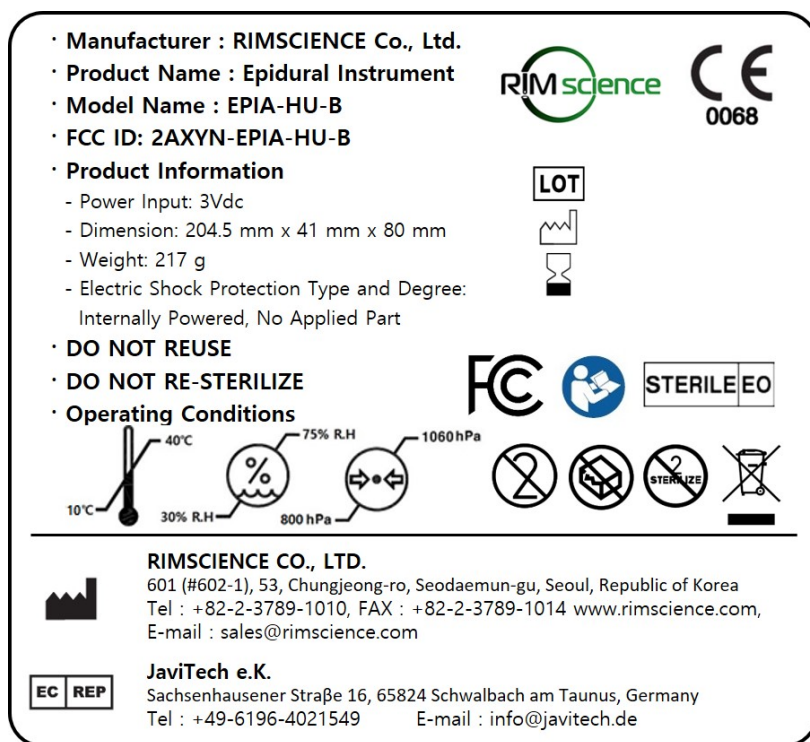 · Manufacturer : RIMSCIENCE Co., Ltd.
· Product Name : Epidural Instrument
· Model Name : EPIA-HU-B
· FCC ID: 2AXYN-EPIA-HU-B
· Product Information
- Power Input: 3Vdc
- Dimension: 204.5 mm x 41 mm x 80 mm
- Weight: 217 g
- Electric Shock Protection Type and Degree:
Internally Powered, No Applied Part
· DO NOT REUSE
· DO NOT RE-STERILIZE
· Operating Conditions
RIMscience
CE
0068
LOT
FC
STERILE EO
40℃
10℃
%
75% R.H
30% R.H
1060 hPa
800 hPa
2
2
STERILIZE
RIMSCIENCE CO., LTD.
601 (#602-1), 53, Chungjeong-ro, Seodaemun-gu, Seoul, Republic of Korea
Tel : +82-2-3789-1010, FAX : +82-2-3789-1014 www.rimscience.com,
E-mail : sales@rimscience.com
EC REP
JaviTech e.K.
Sachsenhausener Straβe 16, 65824 Schwalbach am Taunus, Germany
Tel : +49-6196-4021549 E-mail : info@javitech.de